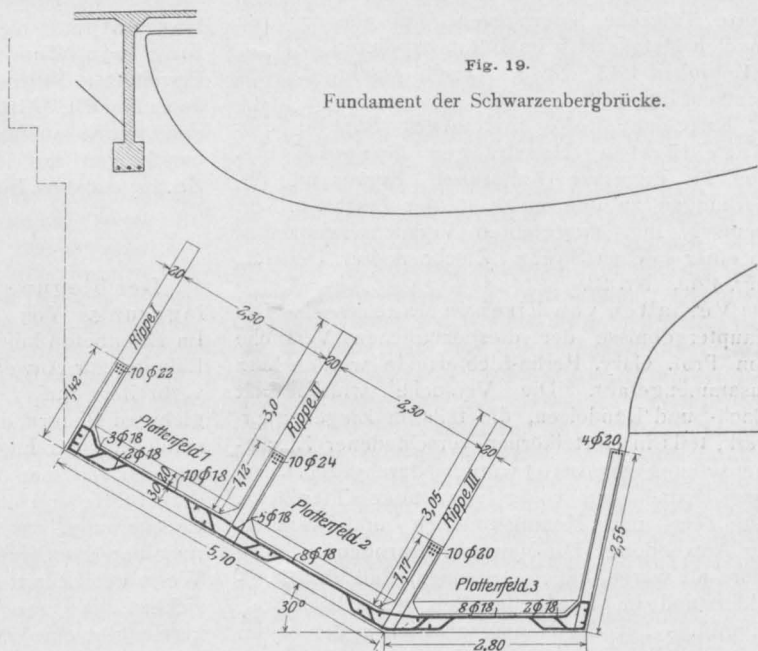 Fig. 19.
Fundament der Schwarzenbergbrücke.
20
2,30
Rippe I
1,42
10 ϕ 22
3,0
20
Rippe II
2,30
3 ϕ 18
2 ϕ 18
Plattenfeld 1
10 ϕ 18
30,20
1,12
10 ϕ 24
20
4 ϕ 20
3,05
Rippe III
5 ϕ 18
Plattenfeld 2
8 ϕ 18
5,70
1,17
10 ϕ 20
2,55
Plattenfeld 3
8 ϕ 18
2 ϕ 18
30°
2,80